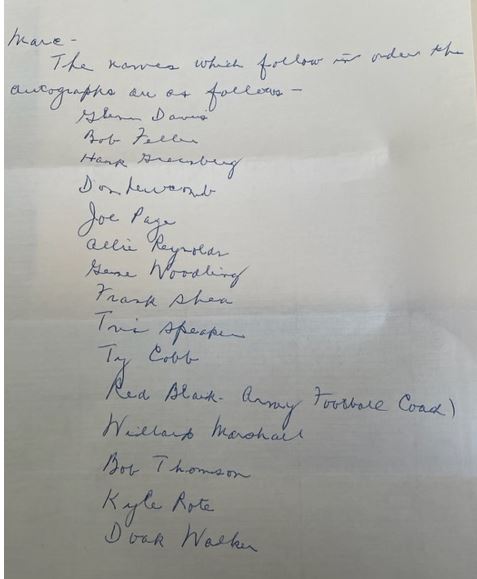 Marc -
The names which follow in order the
autographs are as follows -
Glenn Davis
Bob Feller
Hank Greenberg
Don Newcomb
Joe Page
Allie Reynolds
Gene Woodling
Frank Shea
Tris Speaker
Ty Cobb
Red Black - Army Football Coach)
Willard Marshall
Bob Thomson
Kyle Rote
Doak Walker